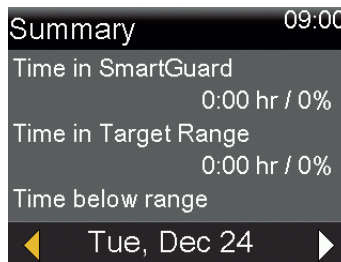 Summary 09:00
Time in SmartGuard
0:00 hr / 0%
Time in Target Range
0:00 hr / 0%
Time below range
Tue, Dec 24